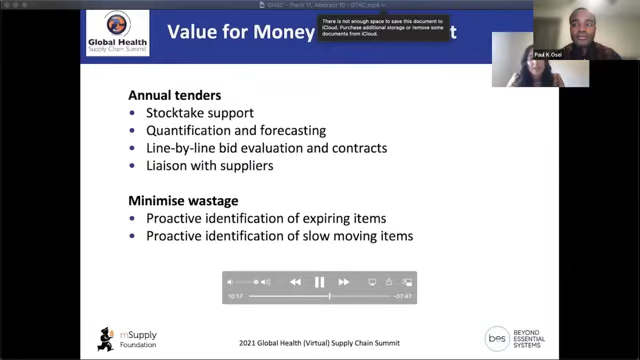 GHSC - Track 11, Abstract 10 - DTAC.mp4
There is not enough space to save this document to
iCloud. Purchase additional storage or remove some
documents from iCloud.
Global Health
Supply Chain Summit
Value for Money
t
Paul K. Osei
Annual tenders
• Stocktake support
• Quantification and forecasting
• Line-by-line bid evaluation and contracts
• Liaison with suppliers
Minimise wastage
• Proactive identification of expiring items
• Proactive identification of slow moving items
10:17
-07:47
mSupply
Foundation
2021 Global Health (Virtual) Supply Chain Summit
bes
BEYOND
ESSENTIAL
SYSTEMS